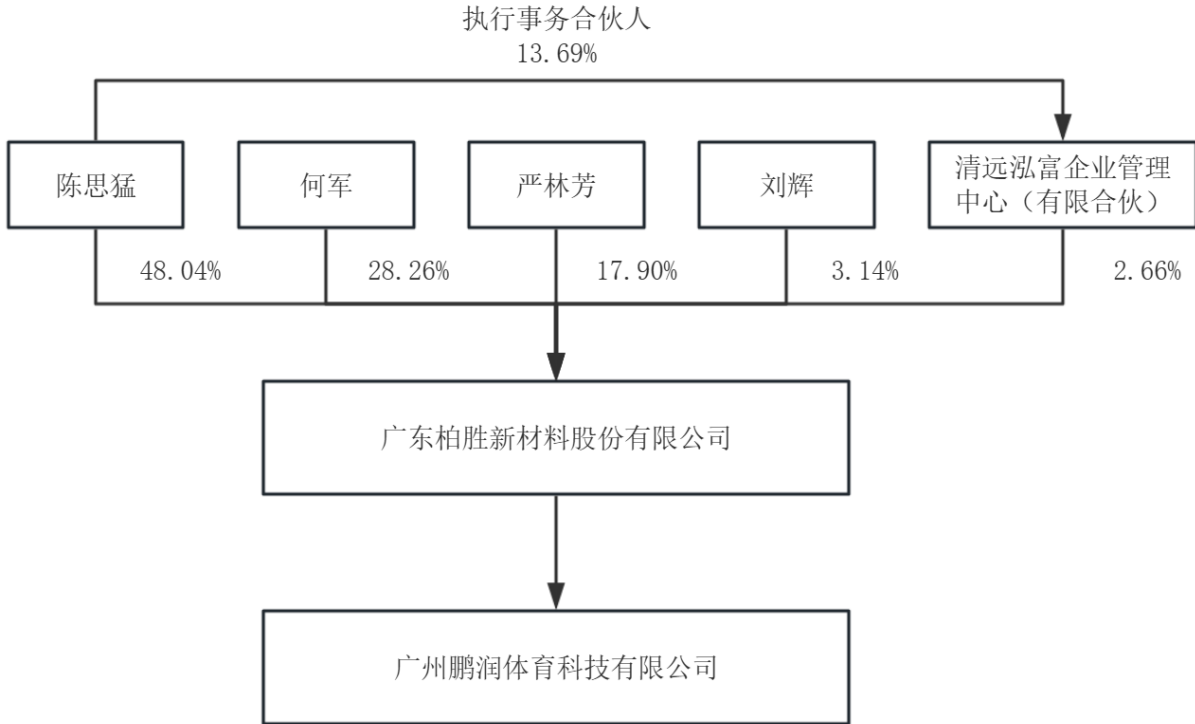 执行事务合伙人
13.69%
陈思猛
何军
严林芳
刘辉
清远泓富企业管理
中心（有限合伙）
48.04%
28.26%
17.90%
3.14%
2.66%
广东柏胜新材料股份有限公司
广州鹏润体育科技有限公司